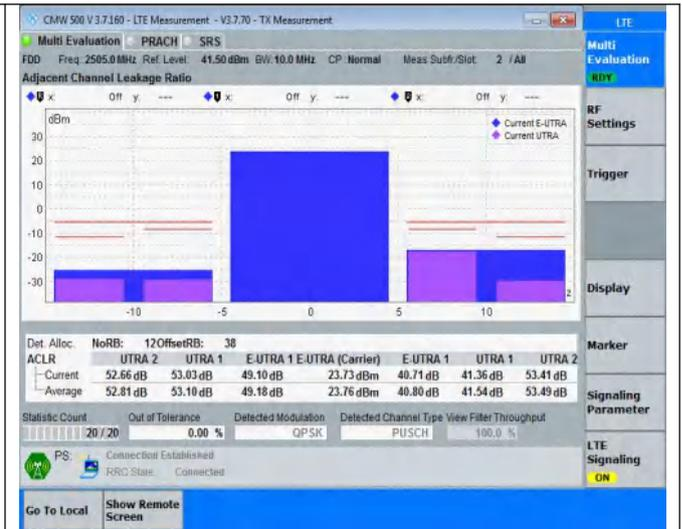 CMW 500 V 3.7.160 - LTE Measurement - V3.7.70 - TX Measurement
LTE
Multi Evaluation PRACH SRS
Multi
Evaluation
RDY
FDD Freq.:2505.0 MHz Ref. Level: 41.50 dBm BW:10.0 MHz CP:Normal Meas Subfr./Slot: 2 / All
Adjacent Channel Leakage Ratio
x: Off y: --- x: Off y: --- x: Off y: ---
RF
Settings
dBm
Current E-UTRA
Current UTRA
30
20
10
0
-10
-20
-30
Trigger
Display
2
-10 -5 0 5 10
Marker
Det. Alloc. NoRB: 12OffsetRB: 38
ACLR UTRA 2 UTRA 1 E-UTRA 1 E-UTRA (Carrier) E-UTRA 1 UTRA 1 UTRA 2
Current 52.66 dB 53.03 dB 49.10 dB 23.73 dBm 40.71 dB 41.36 dB 53.41 dB
Average 52.81 dB 53.10 dB 49.18 dB 23.76 dBm 40.80 dB 41.54 dB 53.49 dB
Signaling
Parameter
Statistic Count Out of Tolerance Detected Modulation Detected Channel Type View Filter Throughput
20 / 20 0.00 % QPSK PUSCH 100.0 %
PS: Connection Established
RRC State: Connected
LTE
Signaling
ON
Go To Local Show Remote
Screen